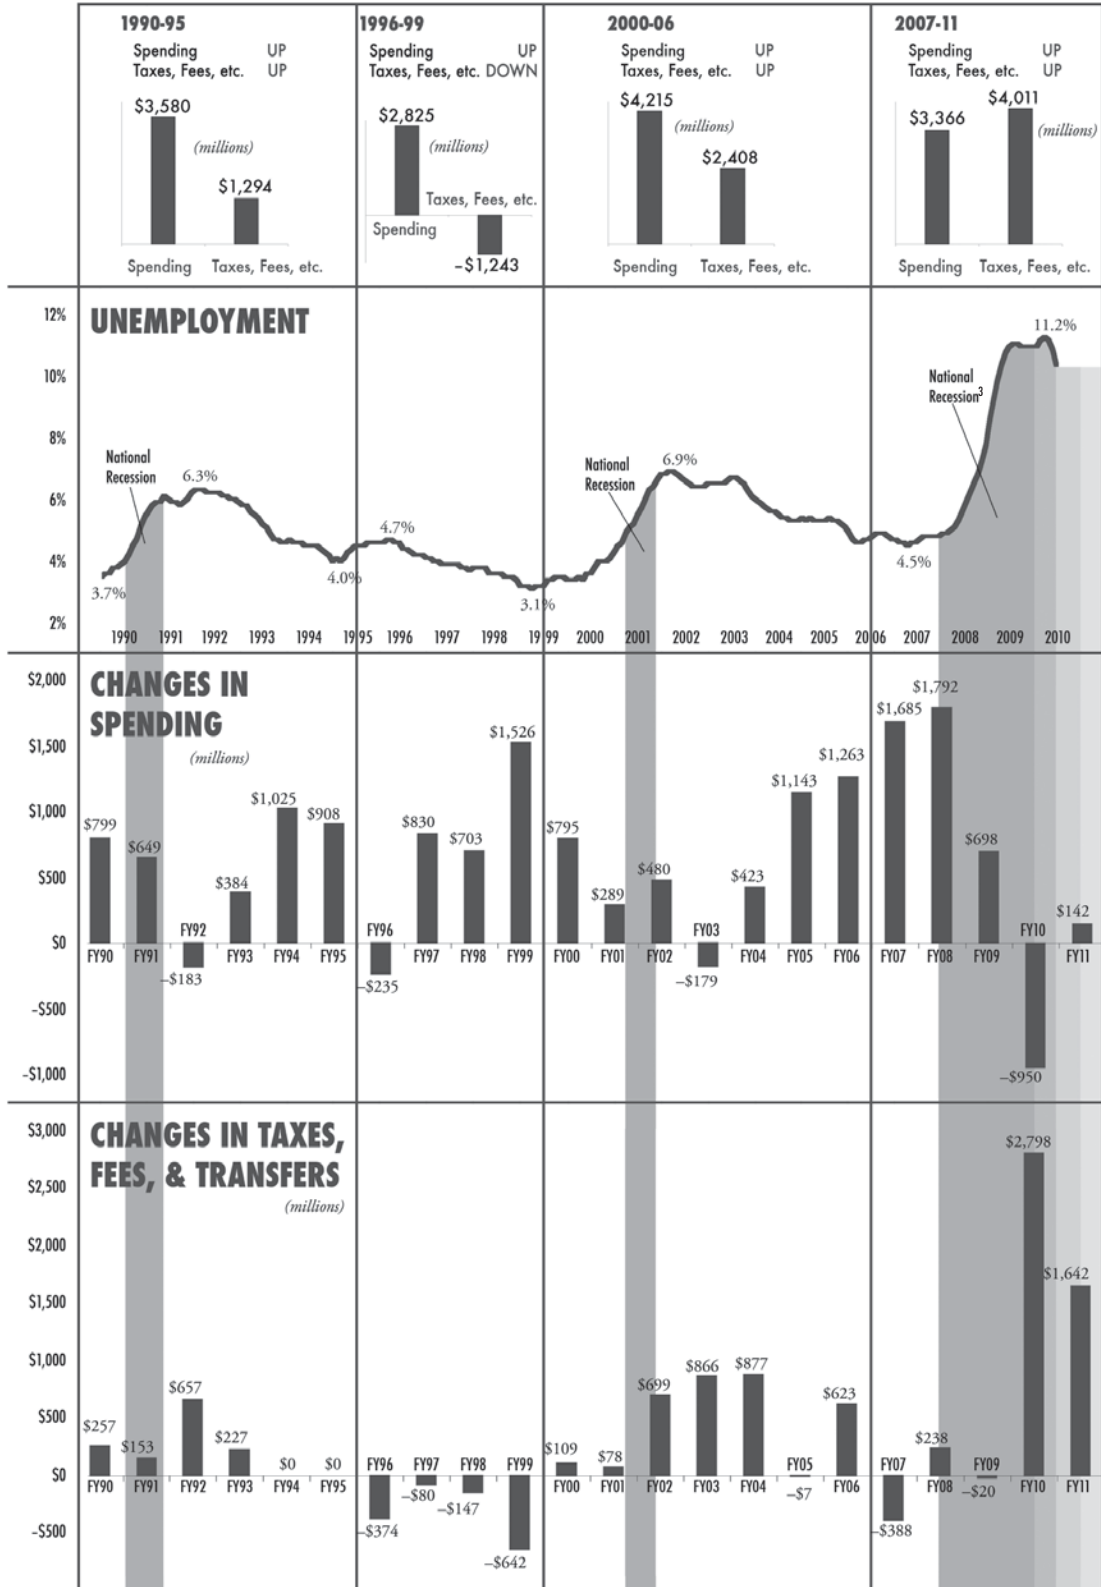 1990-95
Spending UP
Taxes, Fees, etc. UP
$3,580
(millions)
$1,294
Spending Taxes, Fees, etc.
1996-99
Spending UP
Taxes, Fees, etc. DOWN
$2,825
(millions)
Taxes, Fees, etc.
Spending
–$1,243
2000-06
Spending UP
Taxes, Fees, etc. UP
$4,215
(millions)
$2,408
Spending Taxes, Fees, etc.
2007-11
Spending UP
Taxes, Fees, etc. UP
$4,011
$3,366
(millions)
Spending Taxes, Fees, etc.
UNEMPLOYMENT
12%
10%
8%
6%
4%
2%
National
Recession
3.7%
6.3%
4.0%
4.7%
3.1%
National
Recession
6.9%
4.5%
National
Recession³
11.2%
1990 1991 1992 1993 1994 1995 1996 1997 1998 1999 2000 2001 2002 2003 2004 2005 2006 2007 2008 2009 2010
CHANGES IN
SPENDING
(millions)
$2,000
$1,500
$1,000
$500
$0
–$500
–$1,000
$799 $649 –$183 $384 $1,025 $908 –$235 $830 $703 $1,526 $795 $289 $480 –$179 $423 $1,143 $1,263 $1,685 $1,792 $698 –$950 $142
FY90 FY91 FY92 FY93 FY94 FY95 FY96 FY97 FY98 FY99 FY00 FY01 FY02 FY03 FY04 FY05 FY06 FY07 FY08 FY09 FY10 FY11
CHANGES IN TAXES,
FEES, & TRANSFERS
(millions)
$3,000
$2,500
$2,000
$1,500
$1,000
$500
$0
–$500
$257 $153 $657 $227 $0 $0 –$374 –$80 –$147 –$642 $109 $78 $699 $866 $877 –$7 $623 –$388 $238 –$20 $2,798 $1,642
FY90 FY91 FY92 FY93 FY94 FY95 FY96 FY97 FY98 FY99 FY00 FY01 FY02 FY03 FY04 FY05 FY06 FY07 FY08 FY09 FY10 FY11